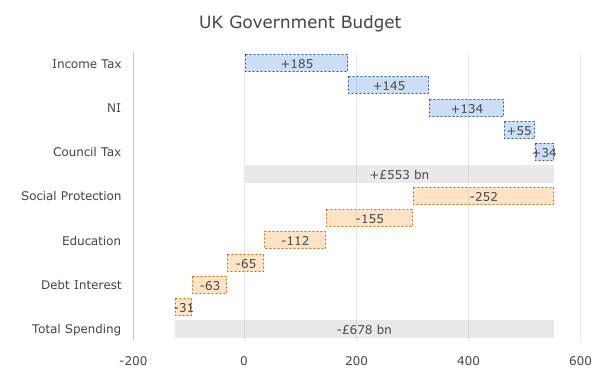 UK Government Budget
Income Tax
+185
+145
NI
+134
+55
Council Tax
+34
+£553 bn
Social Protection
-252
-155
Education
-112
-65
Debt Interest
-63
-31
Total Spending
-£678 bn
-200 0 200 400 600